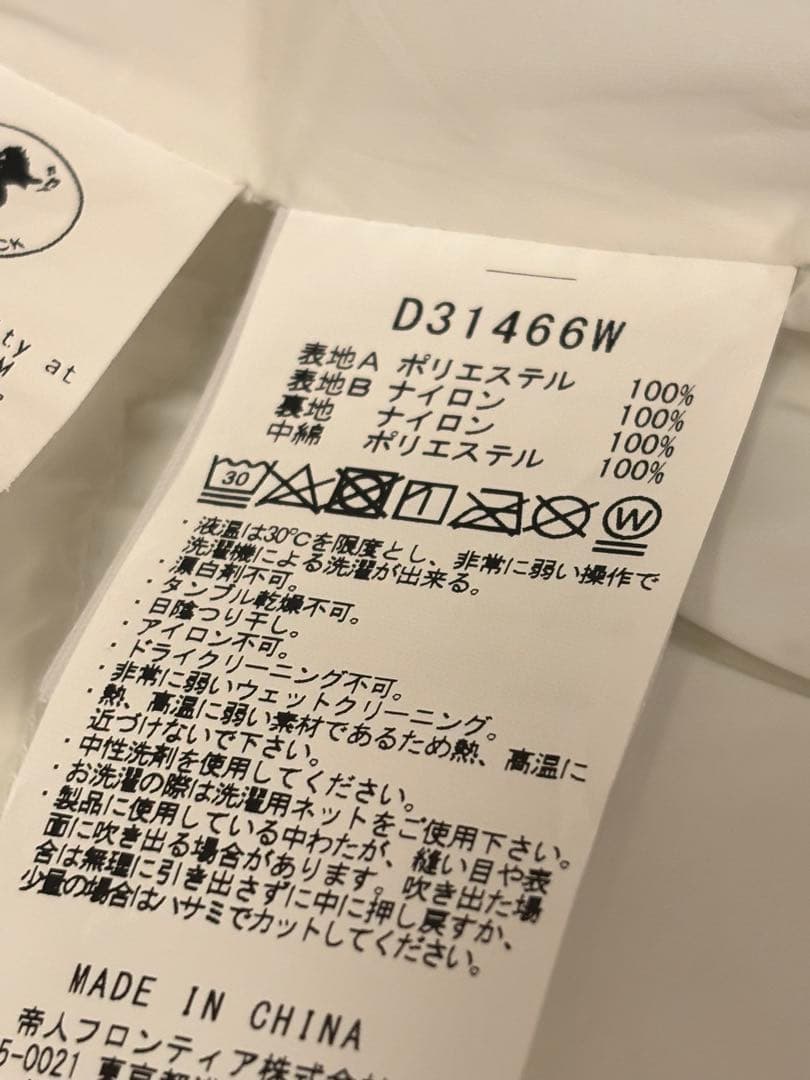 CK
ty at
M
D31466W
表地A ポリエステル 100%
表地B ナイロン 100%
裏地 ナイロン 100%
中綿 ポリエステル 100%
30
W
・液温は30℃を限度とし、非常に弱い操作で
洗濯機による洗濯が出来る。
・漂白剤不可。
・タンブル乾燥不可。
・日陰つり干し。
・アイロン不可。
・ドライクリーニング不可。
・非常に弱いウェットクリーニング。
・熱、高温に弱い素材であるため熱、高温に
近づけないで下さい。
・中性洗剤を使用してください。
・お洗濯の際は洗濯用ネットをご使用下さい。
・製品に使用している中わたが、縫い目や表
面に吹き出る場合があります。吹き出た場
合は無理に引き出さずに中に押し戻すか、
少量の場合はハサミでカットしてください。
MADE IN CHINA
帝人フロンティア株式会
5-0021 東京都